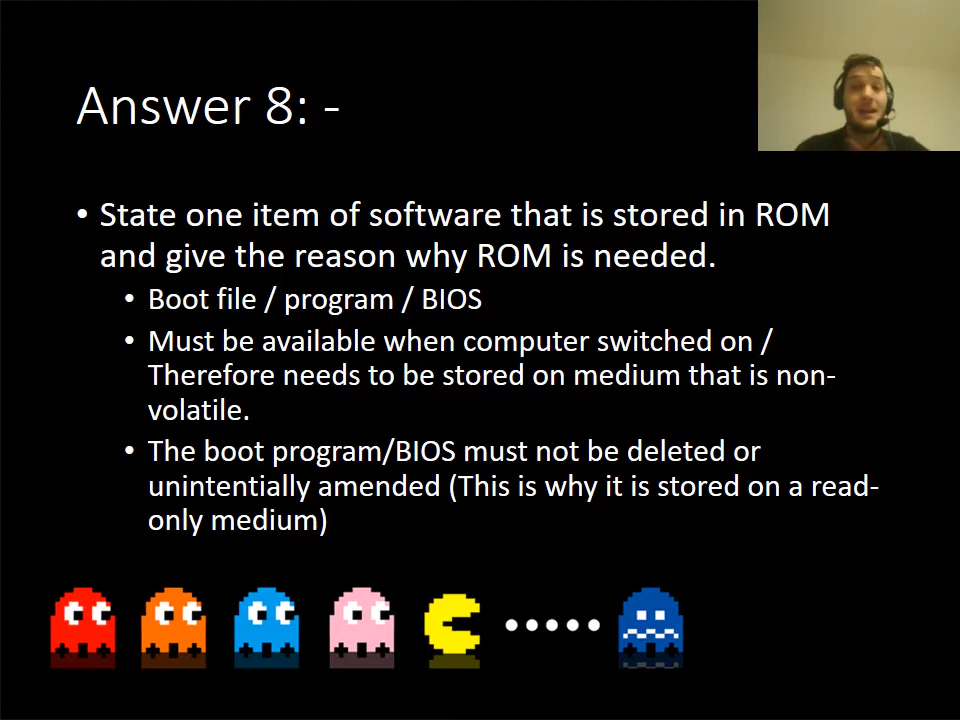 Answer 8: -
• State one item of software that is stored in ROM
and give the reason why ROM is needed.
• Boot file / program / BIOS
• Must be available when computer switched on /
Therefore needs to be stored on medium that is non-
volatile.
• The boot program/BIOS must not be deleted or
unintentially amended (This is why it is stored on a read-
only medium)